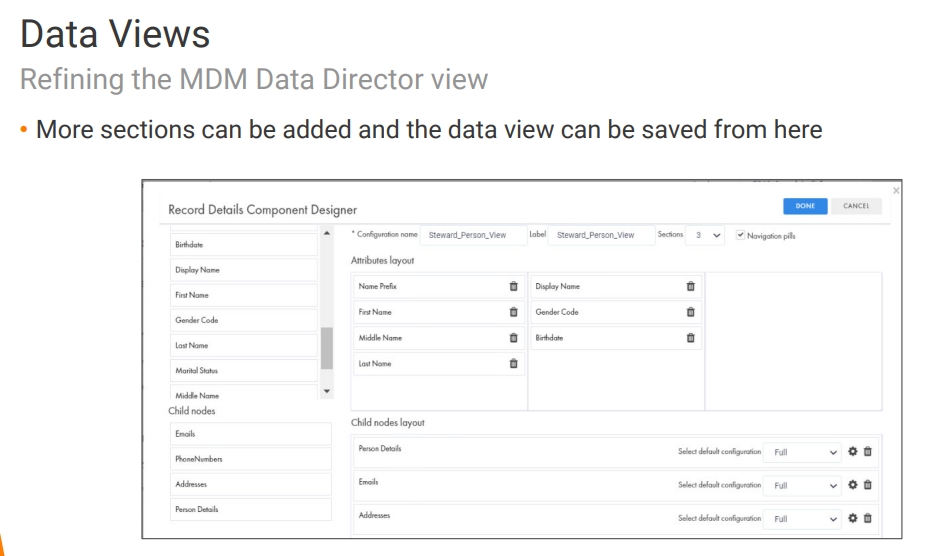 Data Views
Refining the MDM Data Director view
• More sections can be added and the data view can be saved from here
Record Details Component Designer
DONE
CANCEL
Birthdate
Display Name
First Name
Gender Code
Last Name
Marital Status
Middle Name
Child nodes
Emails
PhoneNumbers
Addresses
Person Details
* Configuration name Steward_Person_View Label Steward_Person_View Sections 3 Navigation pills
Attributes layout
Name Prefix
First Name
Middle Name
Last Name
Display Name
Gender Code
Birthdate
Child nodes layout
Person Details Select default configuration Full
Emails Select default configuration Full
Addresses Select default configuration Full